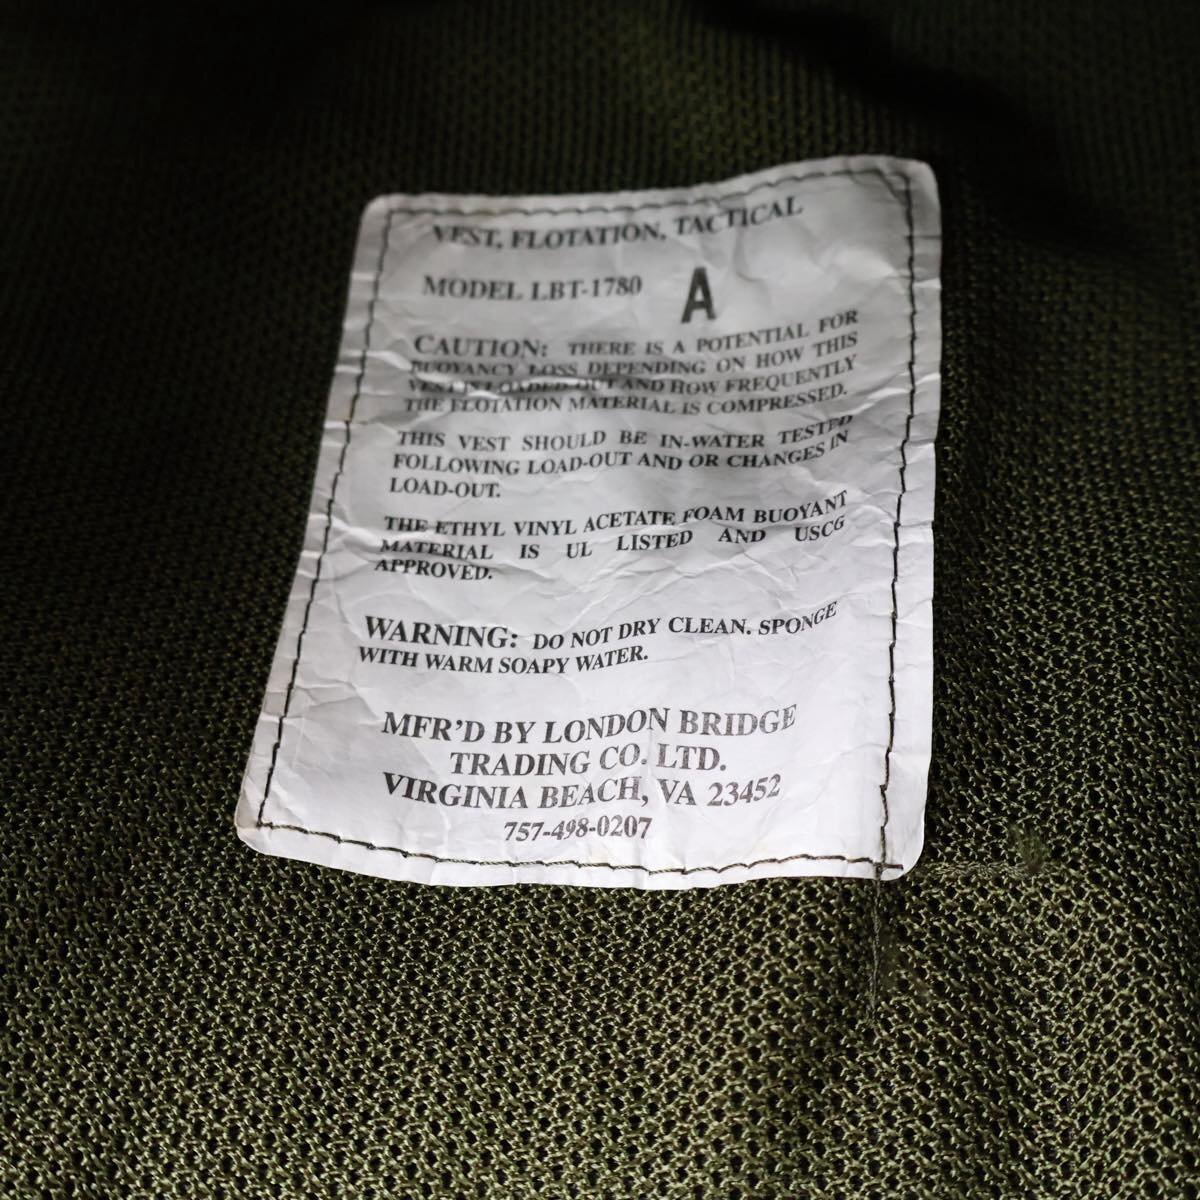 VEST, FLOTATION, TACTICAL
MODEL LBT-1780 A
CAUTION: THERE IS A POTENTIAL FOR
BUOYANCY LOSS DEPENDING ON HOW THIS
VEST IS LOADED-OUT AND HOW FREQUENTLY
THE FLOTATION MATERIAL IS COMPRESSED.
THIS VEST SHOULD BE IN-WATER TESTED
FOLLOWING LOAD-OUT AND OR CHANGES IN
LOAD-OUT.
THE ETHYL VINYL ACETATE FOAM BUOYANT
MATERIAL IS UL LISTED AND USCG
APPROVED.
WARNING: DO NOT DRY CLEAN. SPONGE
WITH WARM SOAPY WATER.
MFR'D BY LONDON BRIDGE
TRADING CO. LTD.
VIRGINIA BEACH, VA 23452
757-498-0207